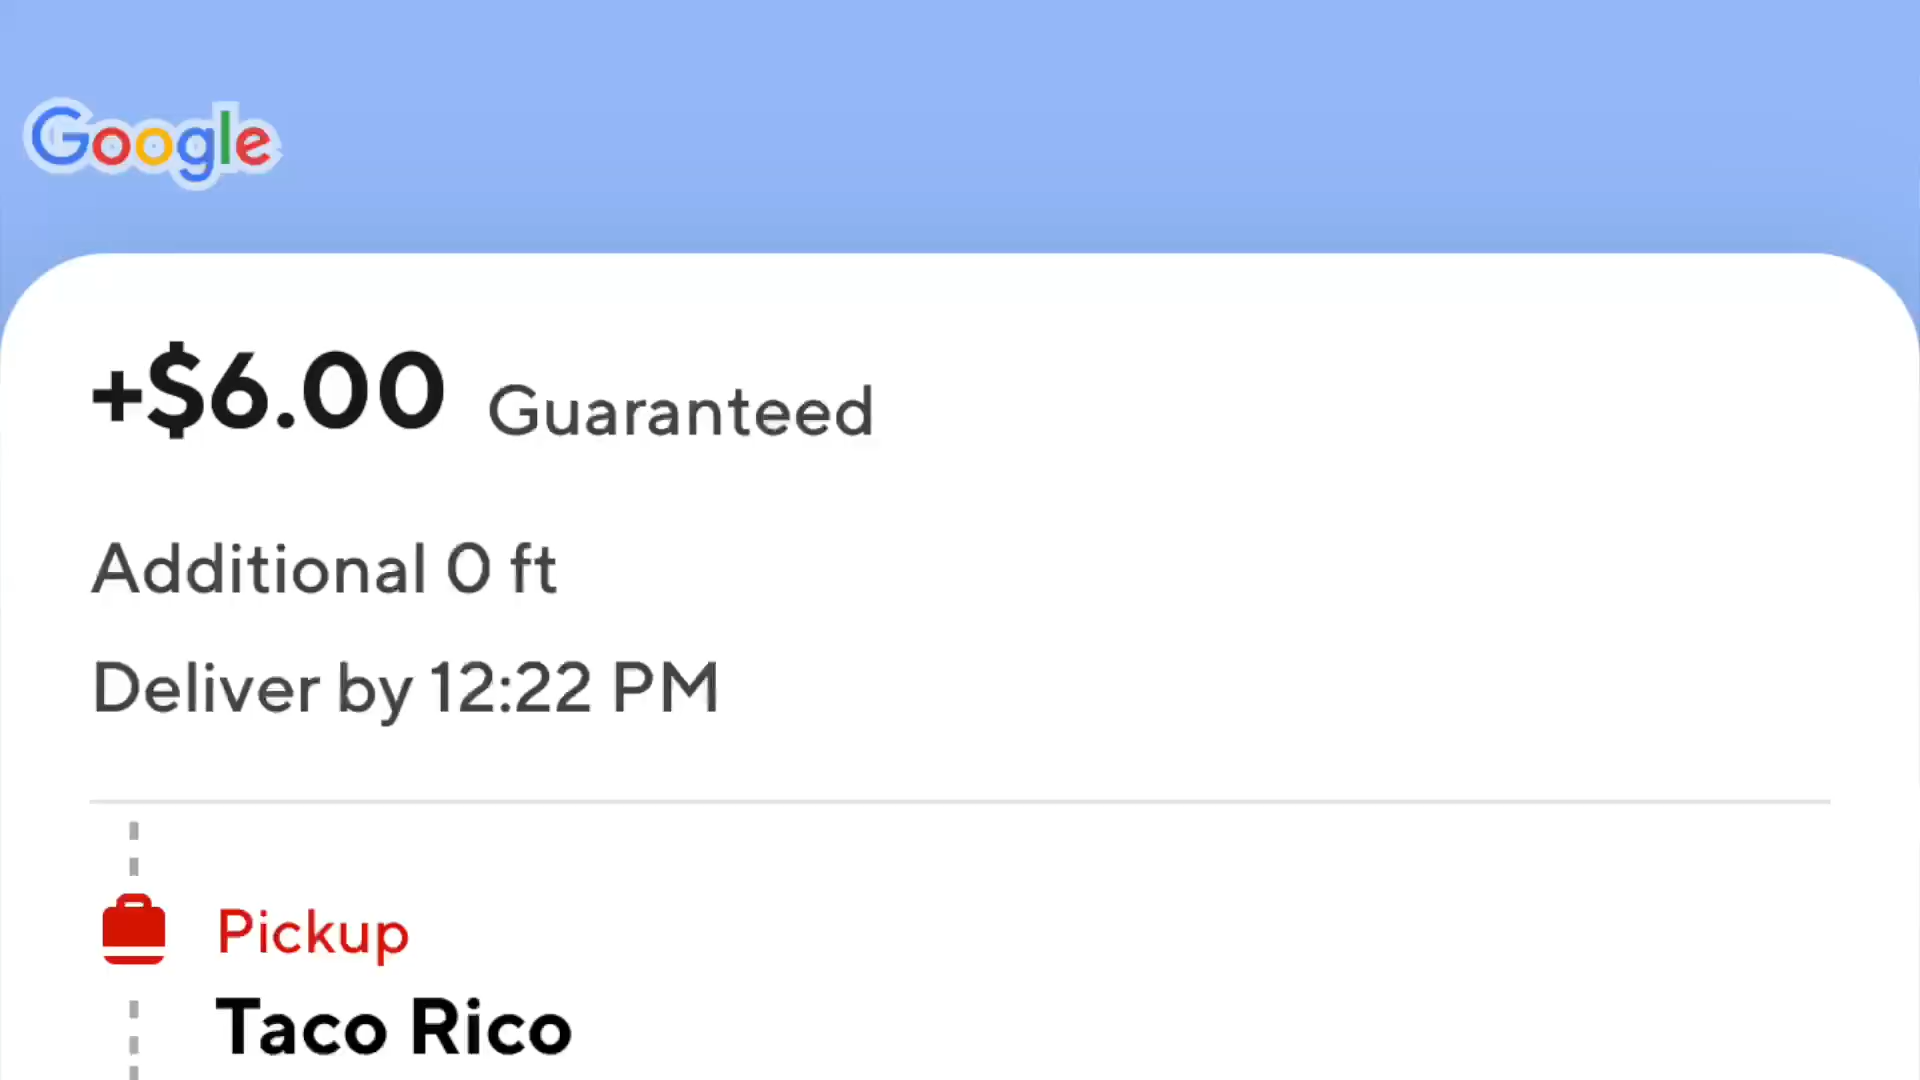 Google
+$6.00 Guaranteed
Additional 0 ft
Deliver by 12:22 PM
Pickup
Taco Rico